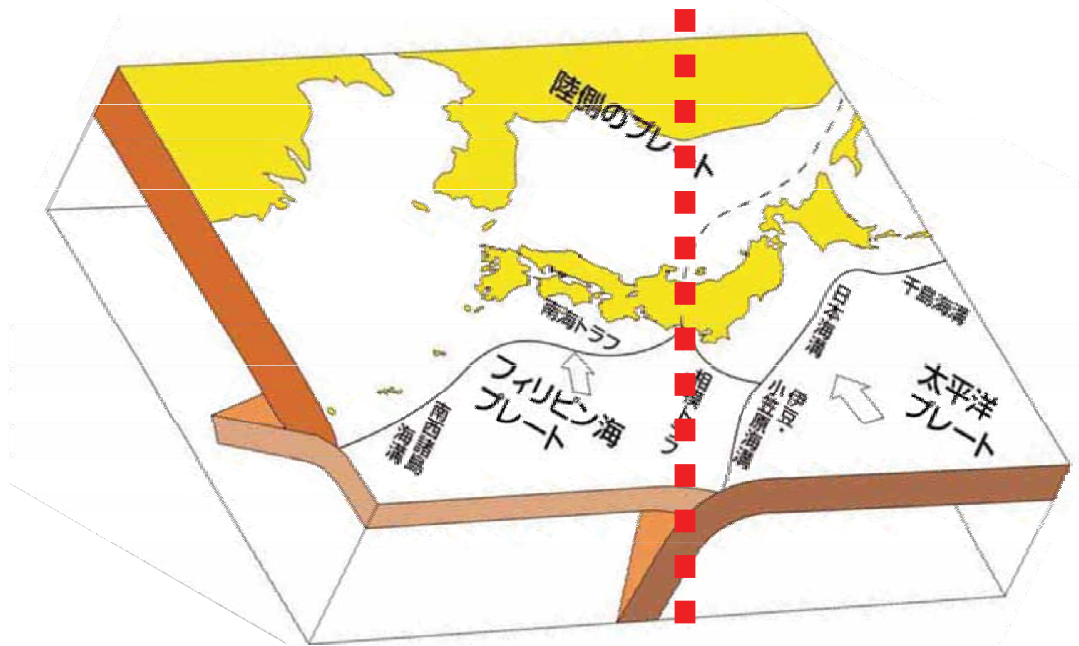 陸側のプレート
千島海溝
日本海溝
南海トラフ
太平洋
プレート
フィリピン海
プレート
相模トラフ
伊豆・
小笠原海溝
南西諸島
海溝